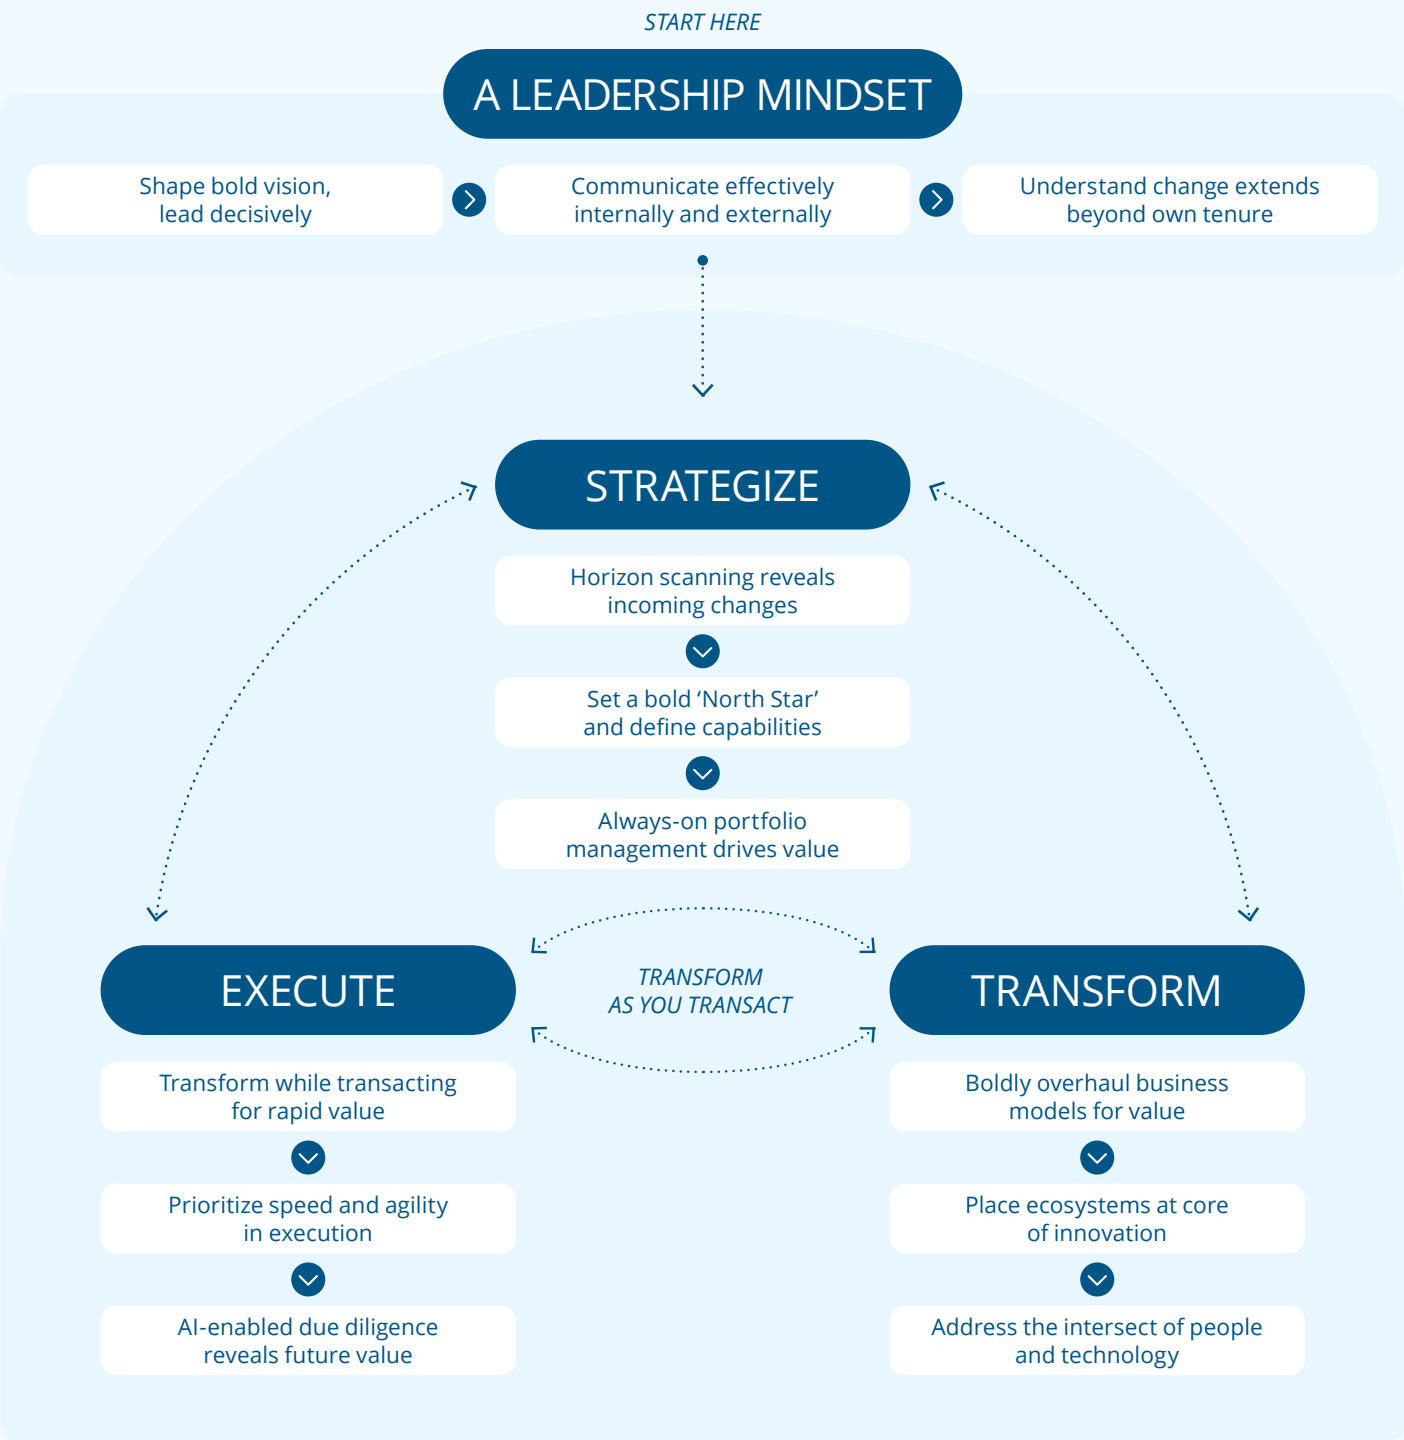 START HERE
A LEADERSHIP MINDSET
Shape bold vision,
lead decisively
Communicate effectively
internally and externally
Understand change extends
beyond own tenure
STRATEGIZE
Horizon scanning reveals
incoming changes
Set a bold ‘North Star’
and define capabilities
Always-on portfolio
management drives value
EXECUTE
Transform while transacting
for rapid value
Prioritize speed and agility
in execution
AI-enabled due diligence
reveals future value
TRANSFORM
AS YOU TRANSACT
TRANSFORM
Boldly overhaul business
models for value
Place ecosystems at core
of innovation
Address the intersect of people
and technology